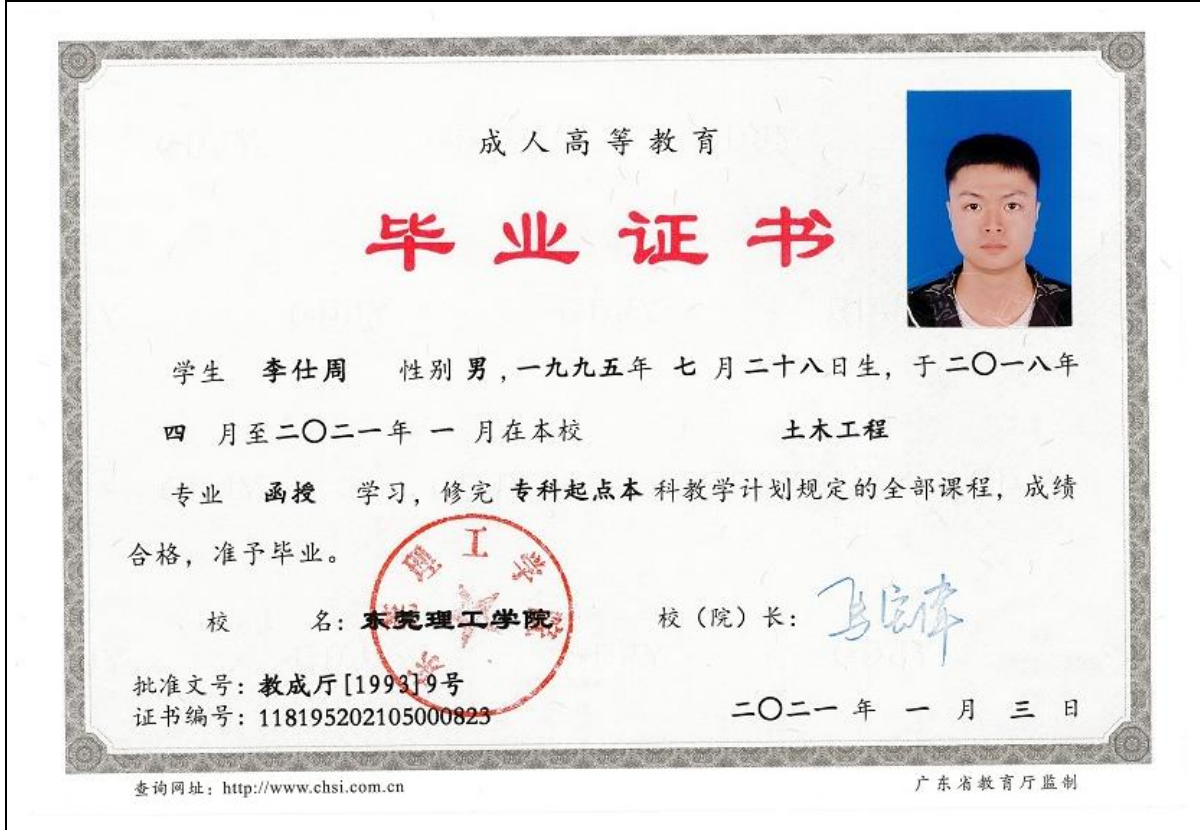 成人高等教育
毕业证书
学生 李仕周 性别 男，一九九五年 七 月二十八日生，于二〇一八年
四 月至二〇二一年 一 月在本校 土木工程
专业 函授 学习，修完 专科起点本 科教学计划规定的全部课程，成绩
合格，准予毕业。
东莞理工学院
校 名：东莞理工学院 校（院）长：
批准文号：教成厅[1993]9号
证书编号：118195202105000823
二〇二一 年 一 月 三 日
查询网址：http://www.chsi.com.cn
广东省教育厅监制